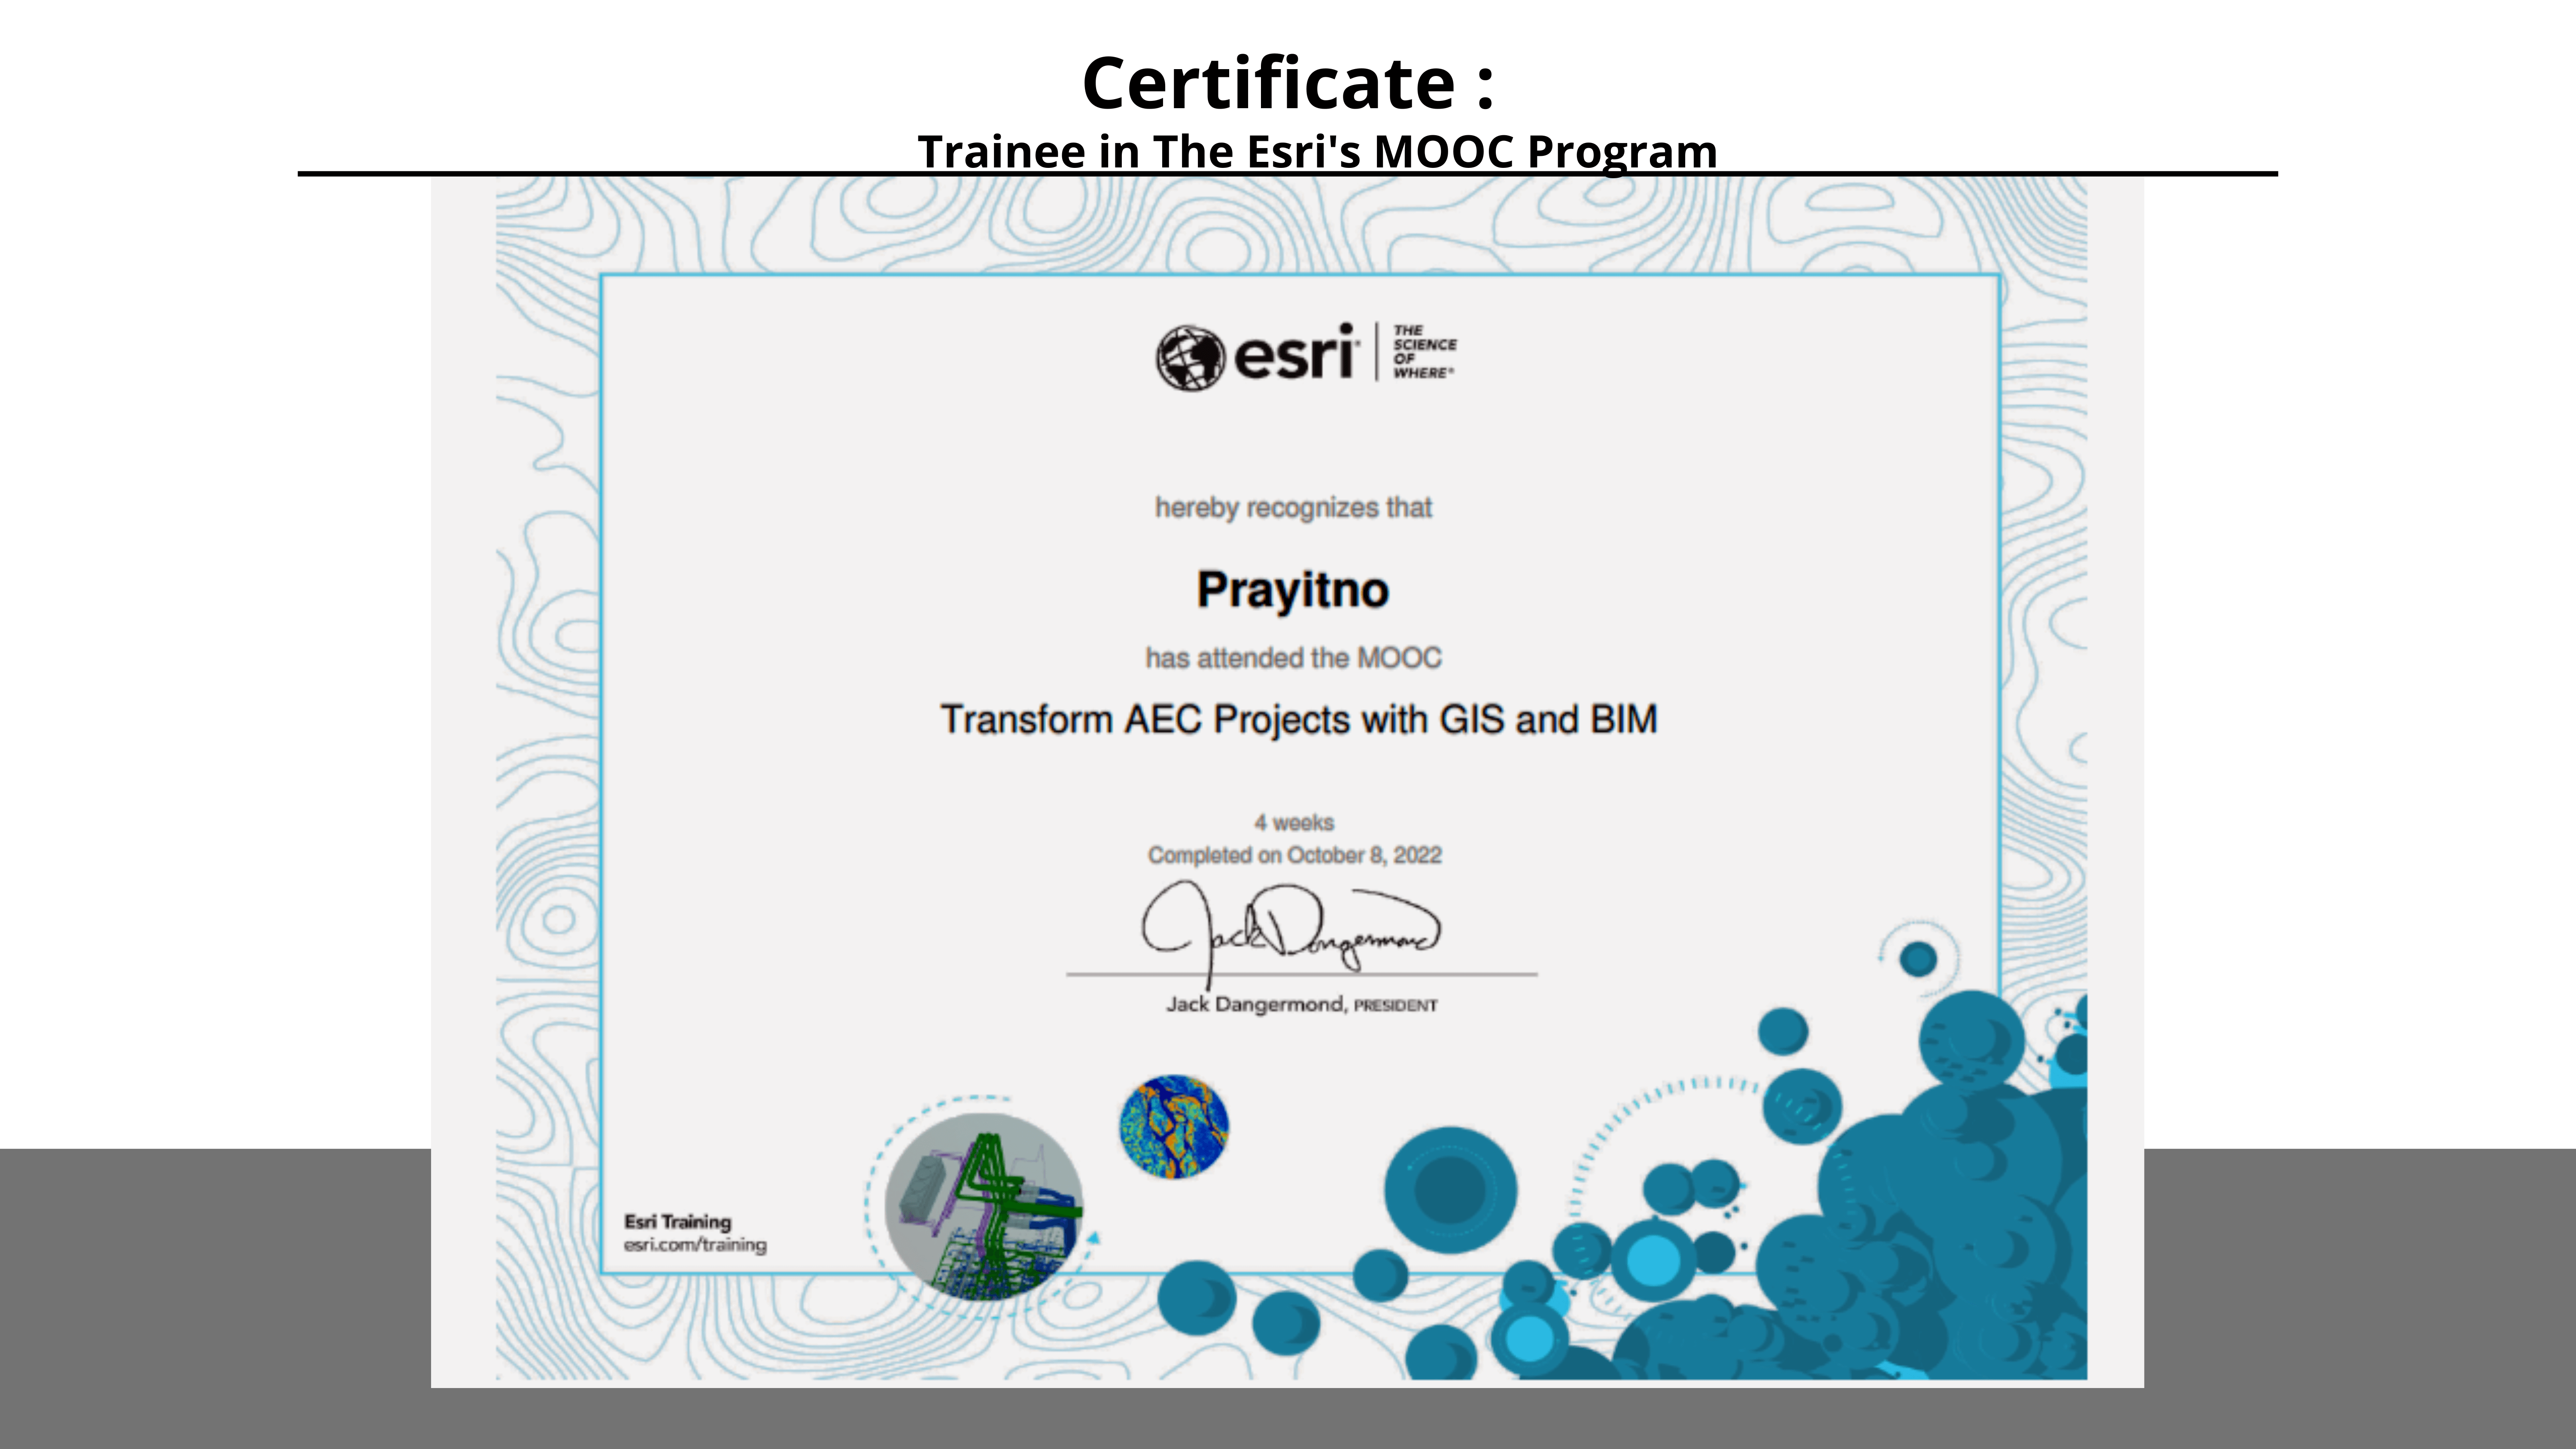 Certificate :
Trainee in The Esri's MOOC Program
esri
THE
SCIENCE
OF
WHERE®
hereby recognizes that
Prayitno
has attended the MOOC
Transform AEC Projects with GIS and BIM
4 weeks
Completed on October 8, 2022
Jack Dangermond
Jack Dangermond, PRESIDENT
Esri Training
esri.com/training